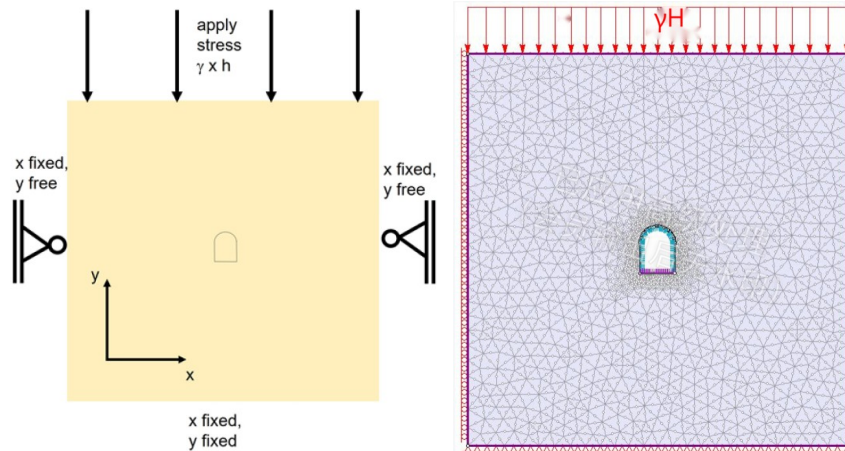 apply
stress
γ x h
x fixed,
y free
x fixed,
y free
y
x
x fixed,
y fixed
γH